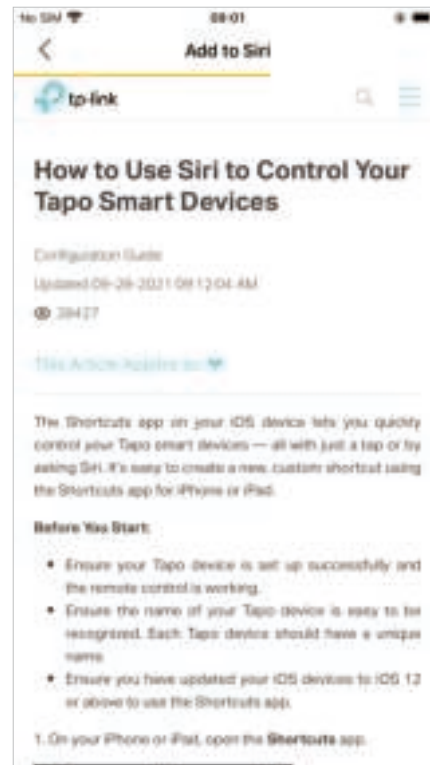 No SIM 08:01
Add to Siri
tp-link
How to Use Siri to Control Your
Tapo Smart Devices
Configuration Guide
Updated 09-28-2021 09:12:04 AM
This Article Applies to:
The Shortcuts app on your iOS device lets you quickly
control your Tapo smart devices — all with just a tap or by
asking Siri. It's easy to create a new, custom shortcut using
the Shortcuts app for iPhone or iPad.
Before You Start:
• Ensure your Tapo device is set up successfully and
the remote control is working.
• Ensure the name of your Tapo device is easy to be
recognized. Each Tapo device should have a unique
name.
• Ensure you have updated your iOS devices to iOS 12
or above to use the Shortcuts app.
1. On your iPhone or iPad, open the Shortcuts app.